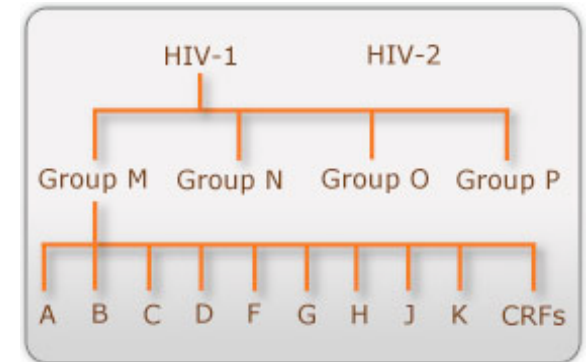 HIV-1 HIV-2
Group M Group N Group O Group P
A B C D F G H J K CRFs